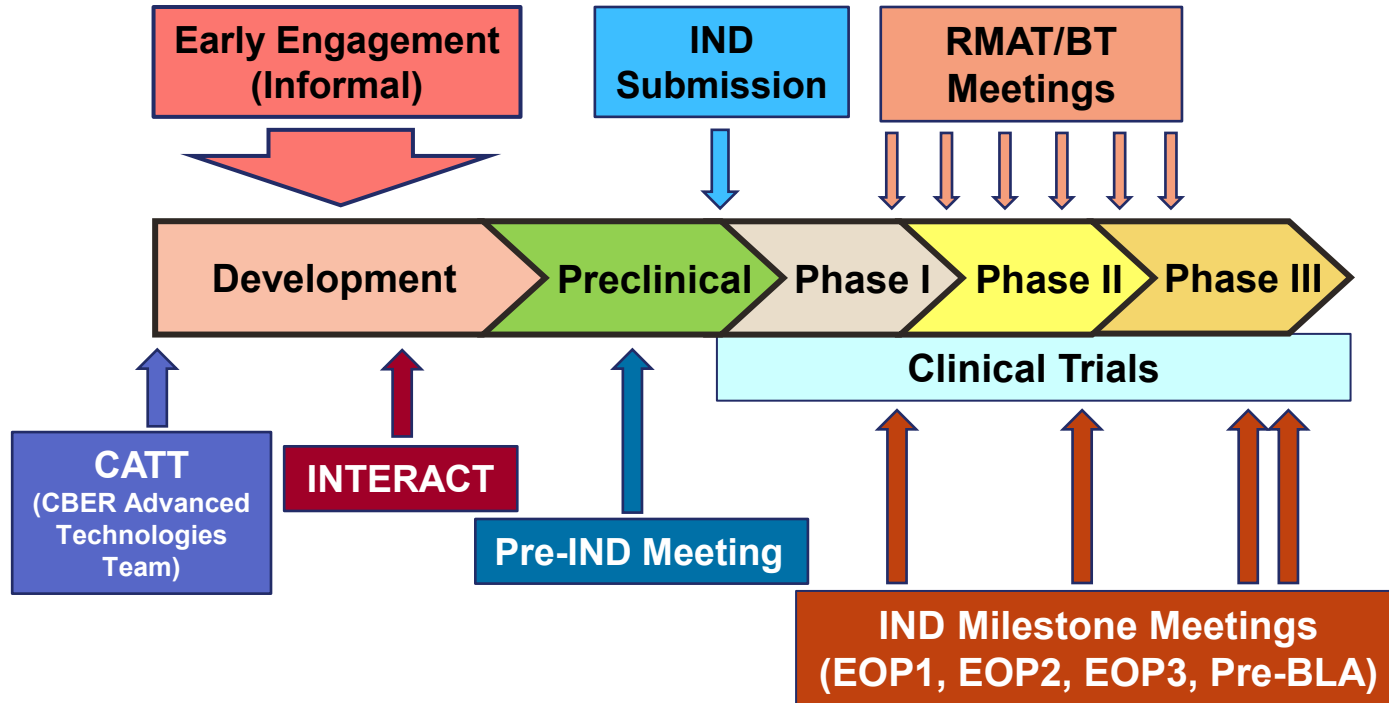 Early Engagement
(Informal)
IND
Submission
RMAT/BT
Meetings
Development
Preclinical
Phase I
Phase II
Phase III
Clinical Trials
CATT
(CBER Advanced
Technologies
Team)
INTERACT
Pre-IND Meeting
IND Milestone Meetings
(EOP1, EOP2, EOP3, Pre-BLA)